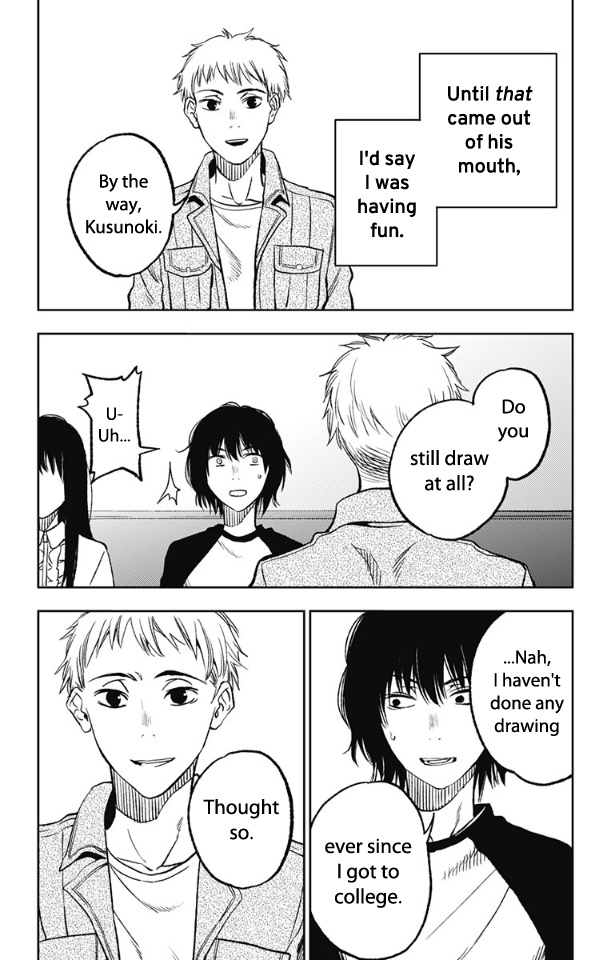 Until that
came out
of his
mouth,
I'd say
I was
having
fun.
By the
way,
Kusunoki.
Do
you
still draw
at all?
U-
Uh...
...Nah,
I haven't
done any
drawing
ever since
I got to
college.
Thought
so.